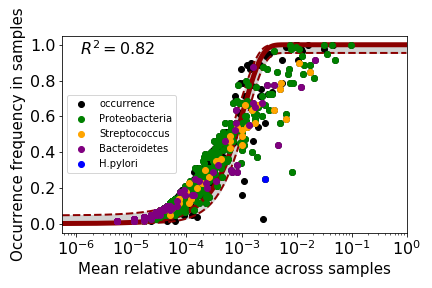 R² = 0.82
Occurrence frequency in samples
1.0
0.8
0.6
0.4
0.2
0.0
occurrence
Proteobacteria
Streptococcus
Bacteroidetes
H.pylori
10⁻⁶ 10⁻⁵ 10⁻⁴ 10⁻³ 10⁻² 10⁻¹ 10⁰
Mean relative abundance across samples